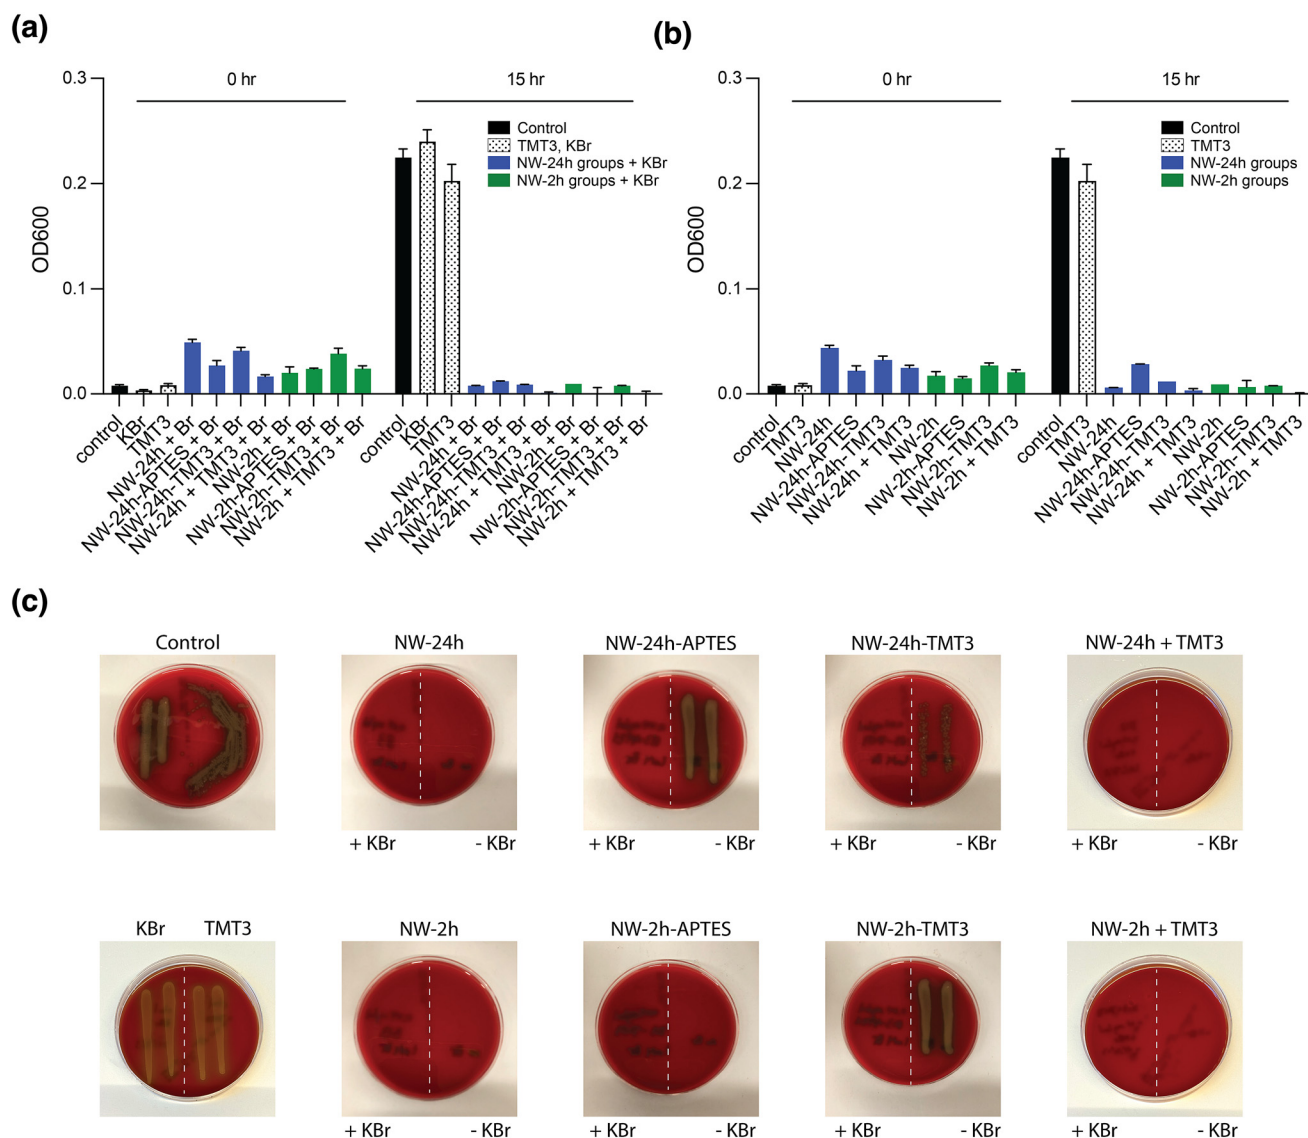 (a)
0 hr
15 hr
Control
TMT3, KBr
NW-24h groups + KBr
NW-2h groups + KBr
OD600
0.3
0.2
0.1
0.0
control
KBr
TMT3
NW-24h + Br
NW-24h-APTES + Br
NW-24h-TMT3 + Br
NW-24h + TMT3 + Br
NW-2h + Br
NW-2h-APTES + Br
NW-2h-TMT3 + Br
NW-2h + TMT3 + Br
control
KBr
TMT3
NW-24h + Br
NW-24h-APTES + Br
NW-24h-TMT3 + Br
NW-24h + TMT3 + Br
NW-2h + Br
NW-2h-APTES + Br
NW-2h-TMT3 + Br
NW-2h + TMT3 + Br
(b)
0 hr
15 hr
Control
TMT3
NW-24h groups
NW-2h groups
OD600
0.3
0.2
0.1
0.0
control
TMT3
NW-24h
NW-24h-APTES
NW-24h-TMT3
NW-24h + TMT3
NW-2h
NW-2h-APTES
NW-2h-TMT3
NW-2h + TMT3
control
TMT3
NW-24h
NW-24h-APTES
NW-24h-TMT3
NW-24h + TMT3
NW-2h
NW-2h-APTES
NW-2h-TMT3
NW-2h + TMT3
(c)
Control
NW-24h
NW-24h-APTES
NW-24h-TMT3
NW-24h + TMT3
+ KBr - KBr
+ KBr - KBr
+ KBr - KBr
+ KBr - KBr
KBr TMT3
NW-2h
NW-2h-APTES
NW-2h-TMT3
NW-2h + TMT3
+ KBr - KBr
+ KBr - KBr
+ KBr - KBr
+ KBr - KBr